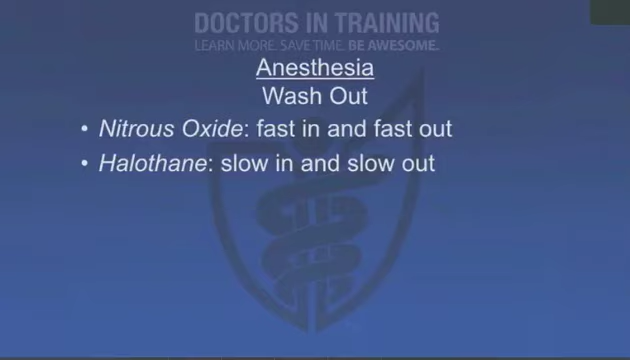 DOCTORS IN TRAINING
LEARN MORE. SAVE TIME. BE AWESOME.
Anesthesia
Wash Out
• Nitrous Oxide: fast in and fast out
• Halothane: slow in and slow out